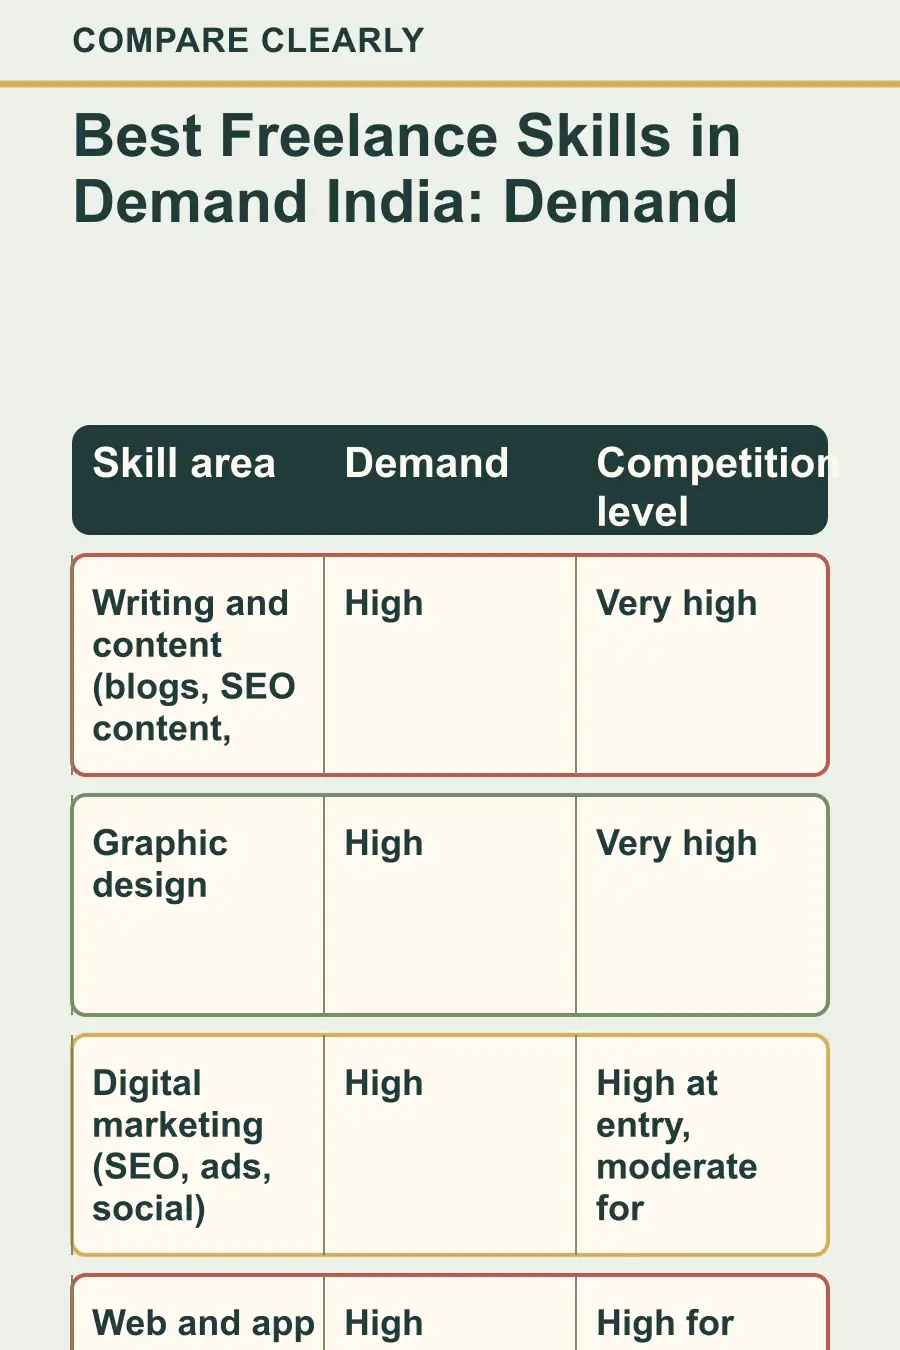 COMPARE CLEARLY
Best Freelance Skills in
Demand India: Demand
Skill area
Demand
Competition
level
Writing and
content
(blogs, SEO
content,
High
Very high
Graphic
design
High
Very high
Digital
marketing
(SEO, ads,
social)
High
High at
entry,
moderate
for
Web and app
High
High for